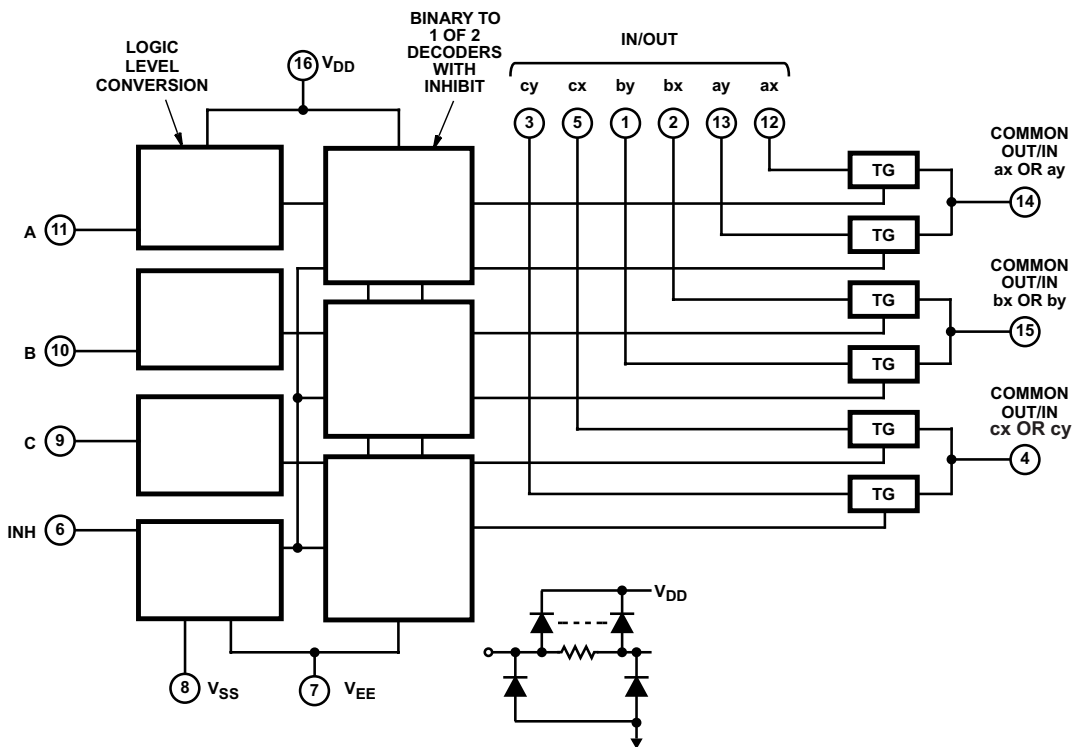 LOGIC
LEVEL
CONVERSION
16 VDD
BINARY TO
1 OF 2
DECODERS
WITH
INHIBIT
IN/OUT
cy cx by bx ay ax
3 5 1 2 13 12
COMMON
OUT/IN
ax OR ay
14
TG
TG
A 11
COMMON
OUT/IN
bx OR by
15
TG
TG
B 10
COMMON
OUT/IN
cx OR cy
4
TG
TG
C 9
INH 6
8 VSS
7 VEE
VDD